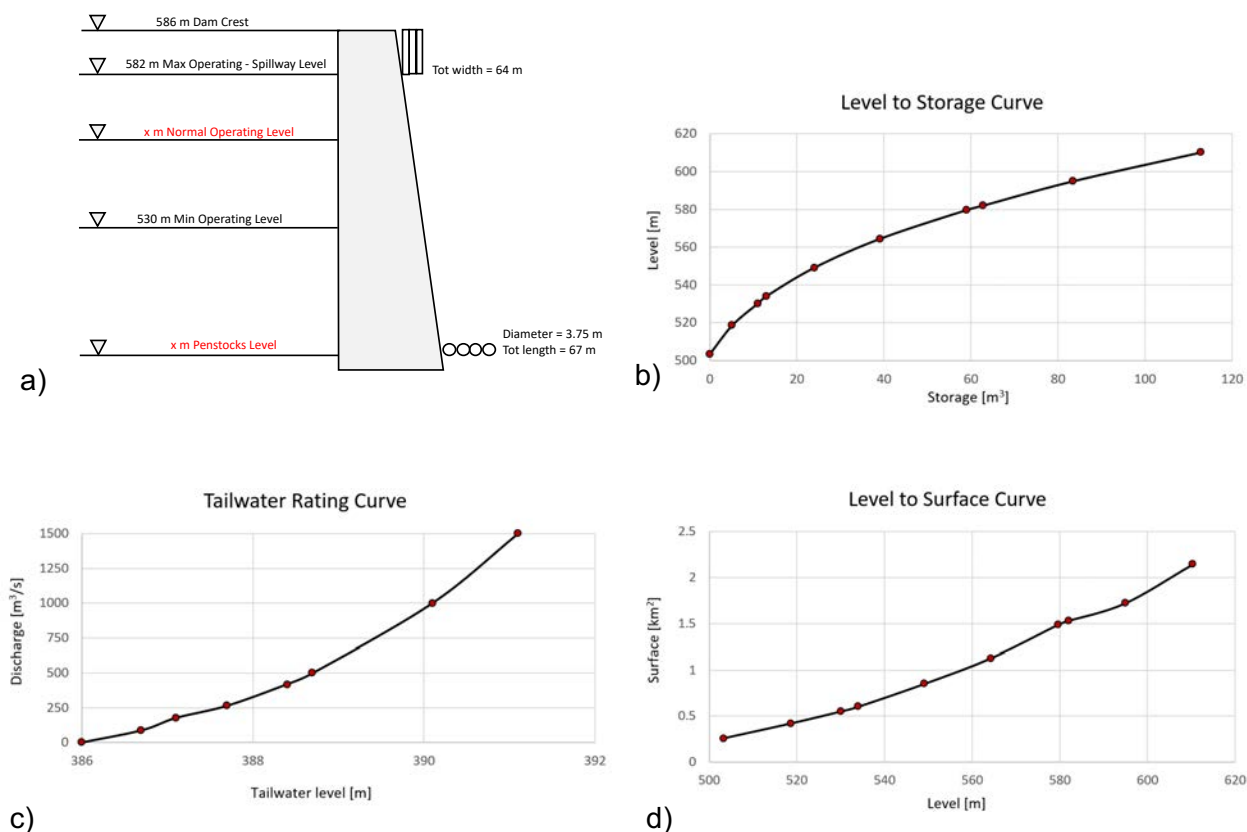 586 m Dam Crest
582 m Max Operating - Spillway Level
Tot width = 64 m
x m Normal Operating Level
530 m Min Operating Level
x m Penstocks Level
Diameter = 3.75 m
Tot length = 67 m
a)
Level to Storage Curve
Level [m]
620
600
580
560
540
520
500
0 20 40 60 80 100 120
Storage [m³]
b)
Tailwater Rating Curve
Discharge [m³/s]
1500
1250
1000
750
500
250
0
386 388 390 392
Tailwater level [m]
c)
Level to Surface Curve
Surface [km²]
2.5
2
1.5
1
0.5
0
500 520 540 560 580 600 620
Level [m]
d)